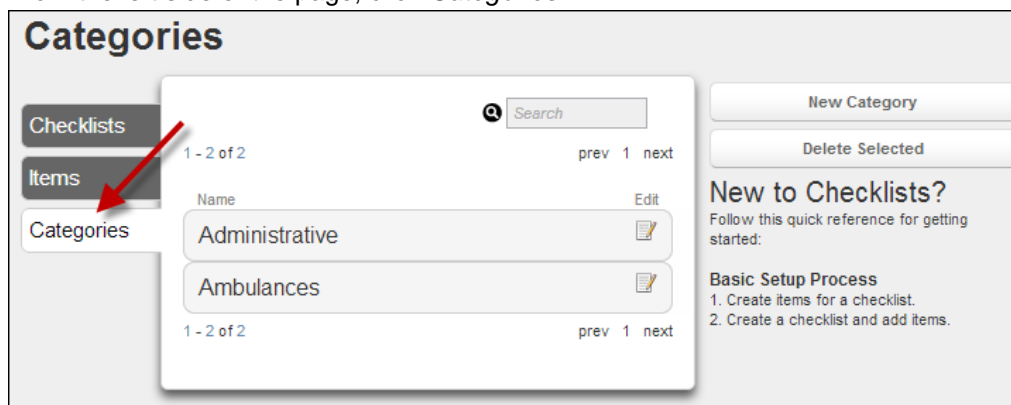 Categories
Checklists
Items
Categories
Search
1 - 2 of 2 prev 1 next
Name Edit
Administrative
Ambulances
1 - 2 of 2 prev 1 next
New Category
Delete Selected
New to Checklists?
Follow this quick reference for getting
started:
Basic Setup Process
1. Create items for a checklist.
2. Create a checklist and add items.